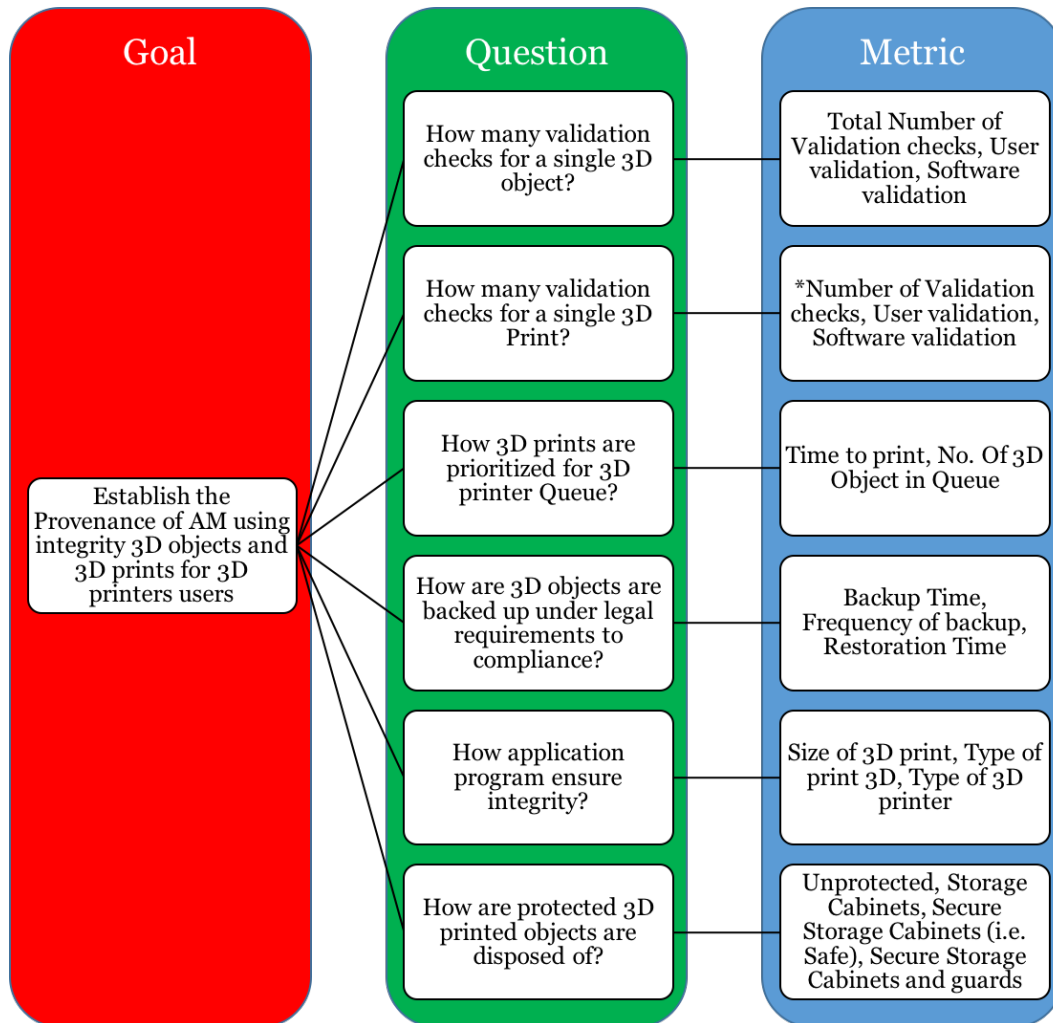 Goal
Establish the
Provenance of AM using
integrity 3D objects and
3D prints for 3D
printers users
Question
How many validation
checks for a single 3D
object?
How many validation
checks for a single 3D
Print?
How 3D prints are
prioritized for 3D
printer Queue?
How are 3D objects are
backed up under legal
requirements to
compliance?
How application
program ensure
integrity?
How are protected 3D
printed objects are
disposed of?
Metric
Total Number of
Validation checks, User
validation, Software
validation
*Number of Validation
checks, User validation,
Software validation
Time to print, No. Of 3D
Object in Queue
Backup Time,
Frequency of backup,
Restoration Time
Size of 3D print, Type of
print 3D, Type of 3D
printer
Unprotected, Storage
Cabinets, Secure
Storage Cabinets (i.e.
Safe), Secure Storage
Cabinets and guards